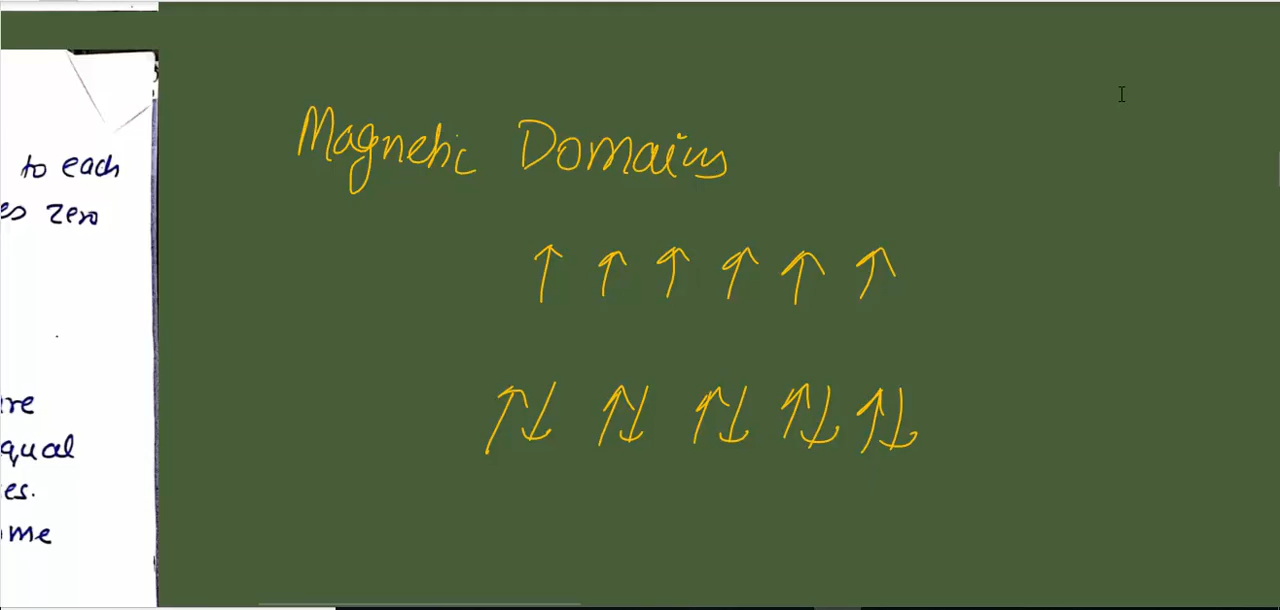 to each
es zero
re
qual
es.
me
Magnetic Domains
↑ ↑ ↑ ↑ ↑ ↑
↑↓ ↑↓ ↑↓ ↑↓ ↑↓